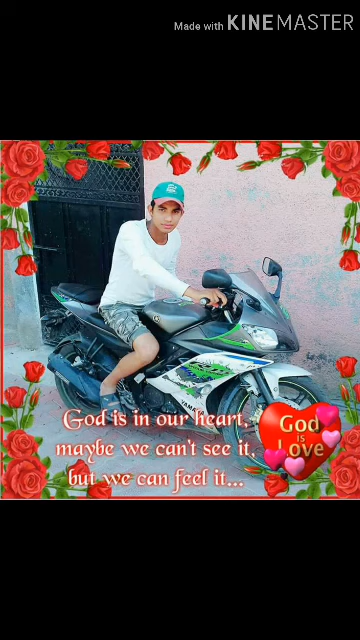 Made with KINEMASTER
YAMAHA
God is in our heart,
maybe we can't see it,
but we can feel it...
God
is
Love